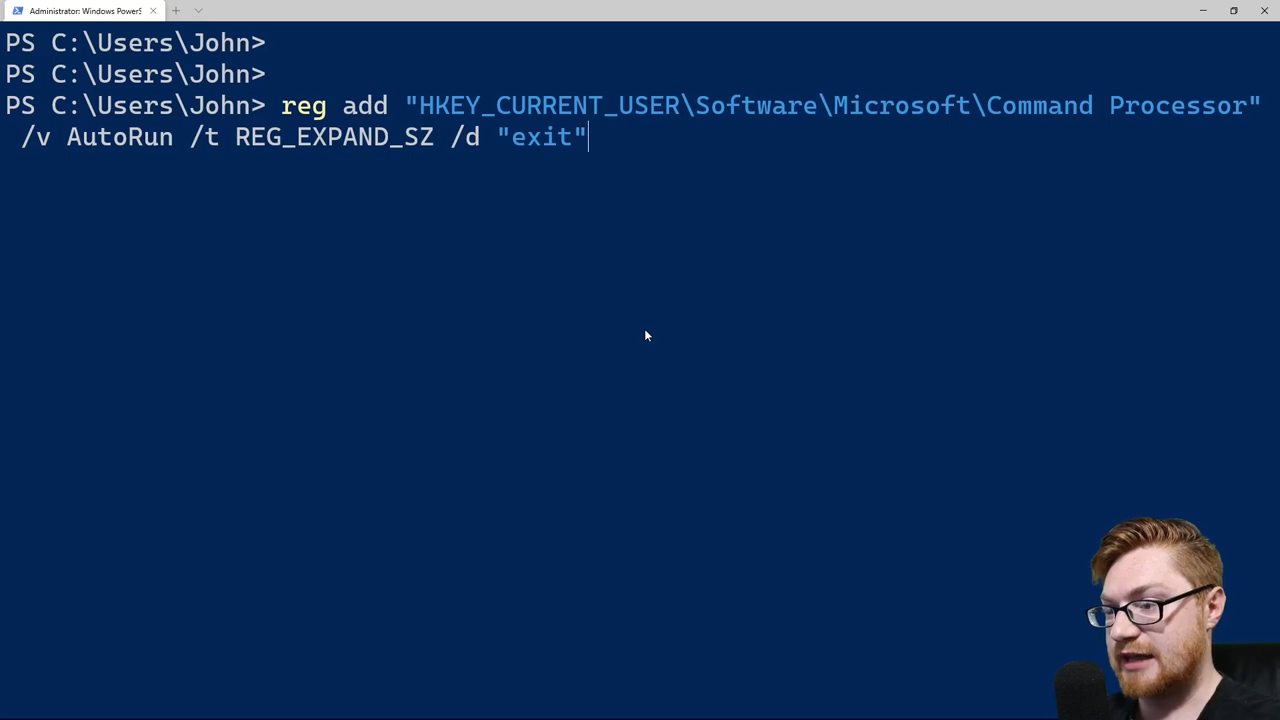 Administrator: Windows PowerS
PS C:\Users\John>
PS C:\Users\John>
PS C:\Users\John> reg add "HKEY_CURRENT_USER\Software\Microsoft\Command Processor"
/v AutoRun /t REG_EXPAND_SZ /d "exit"